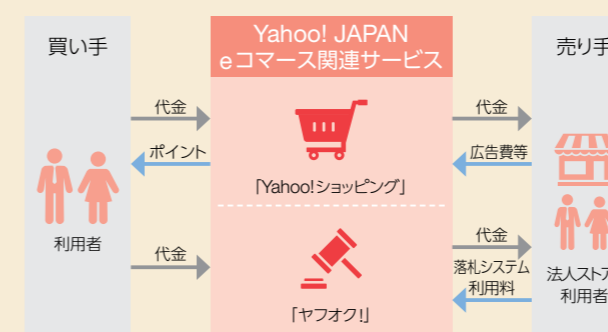 買い手
Yahoo! JAPAN
eコマース関連サービス
売り手
代金
ポイント
「Yahoo!ショッピング」
代金
広告費等
利用者
代金
「ヤフオク!」
代金
落札システム
利用料
法人ストア
利用者